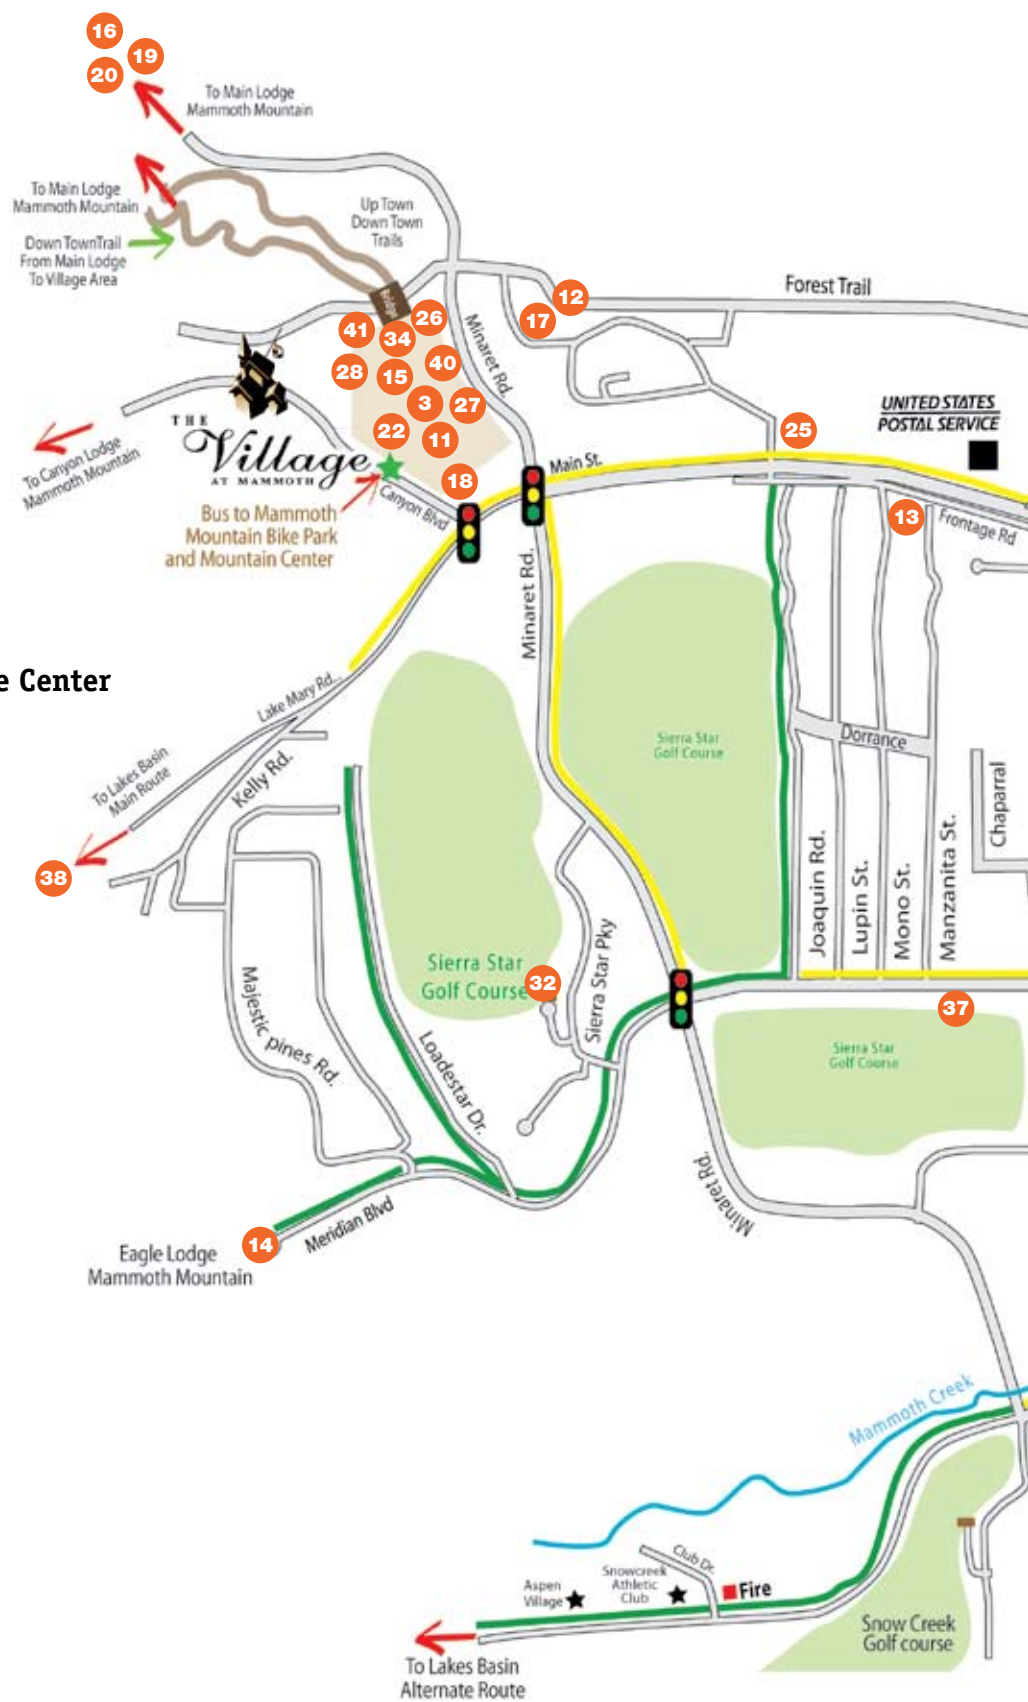 16
19
20
To Main Lodge
Mammoth Mountain
To Main Lodge
Mammoth Mountain
Up Town
Down Town
Trails
Down TownTrail
From Main Lodge
To Village Area
Bridge
Forest Trail
12
17
26
41
34
Minaret Rd.
40
28
15
3
27
UNITED STATES
POSTAL SERVICE
THE
Village
AT MAMMOTH
22
11
25
To Canyon Lodge
Mammoth Mountain
18
Main St.
Canyon Blvd
13
Frontage Rd
Bus to Mammoth
Mountain Bike Park
and Mountain Center
Minaret Rd.
e Center
Lake Mary Rd..
Sierra Star
Golf Course
Dorrance
To Lakes Basin
Main Route
Kelly Rd.
Chaparral
38
Joaquin Rd.
Lupin St.
Mono St.
Manzanita St.
Sierra Star
Golf Course
32
Sierra Star Pky
Majestic pines Rd.
Loadestar Dr.
37
Sierra Star
Golf Course
Minaret Rd.
14
Meridian Blvd
Eagle Lodge
Mammoth Mountain
Mammoth Creek
Club Dr.
Aspen
Village
Snowcreek
Athletic
Club
Fire
Snow Creek
Golf course
To Lakes Basin
Alternate Route